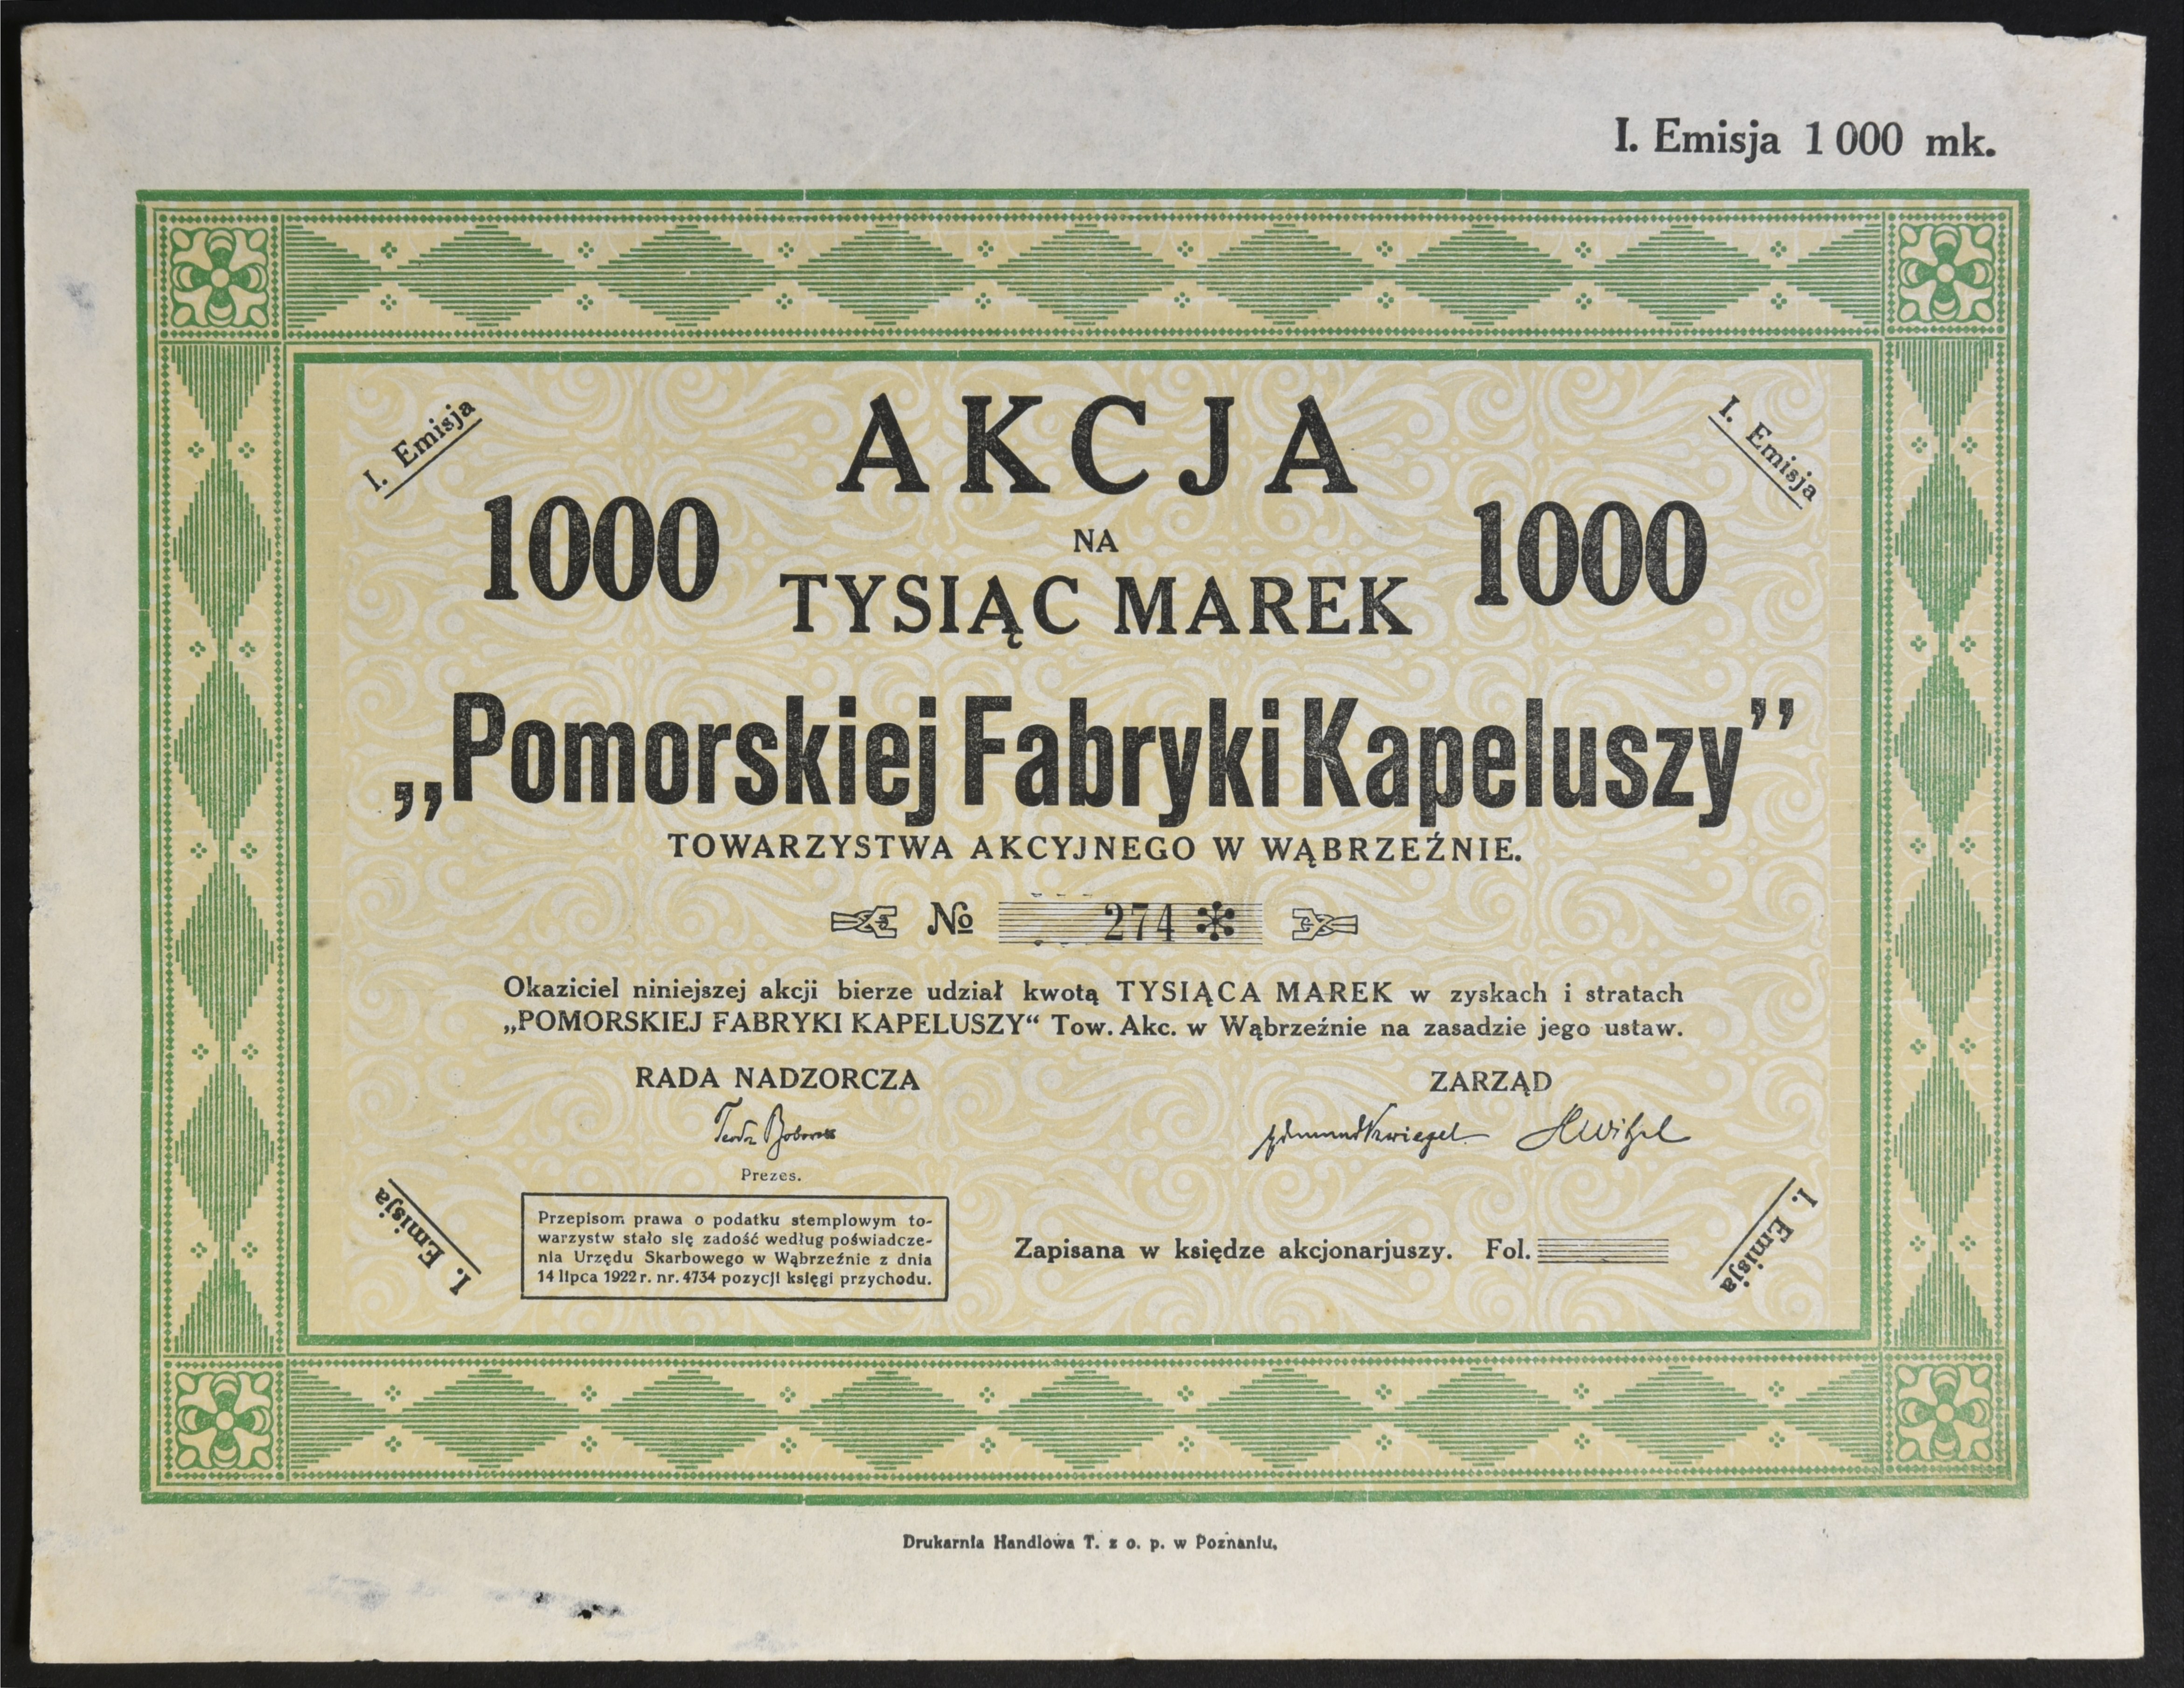 I. Emisja 1 000 mk.
I. Emisja
I. Emisja
AKCJA
1000
NA
1000
TYSIĄC MAREK
„Pomorskiej Fabryki Kapeluszy”
TOWARZYSTWA AKCYJNEGO W WĄBRZEŹNIE.
№ 274 *
Okaziciel niniejszej akcji bierze udział kwotą TYSIĄCA MAREK w zyskach i stratach
„POMORSKIEJ FABRYKI KAPELUSZY“ Tow. Akc. w Wąbrzeźnie na zasadzie jego ustaw.
RADA NADZORCZA
ZARZĄD
Prezes.
I. Emisja
I. Emisja
Przepisom prawa o podatku stemplowym to-
warzystw stało się zadość według poświadcze-
nia Urzędu Skarbowego w Wąbrzeźnie z dnia
14 lipca 1922 r. nr. 4734 pozycji księgi przychodu.
Zapisana w księdze akcjonarjuszy. Fol.
Drukarnia Handlowa T. z o. p. w Poznaniu.